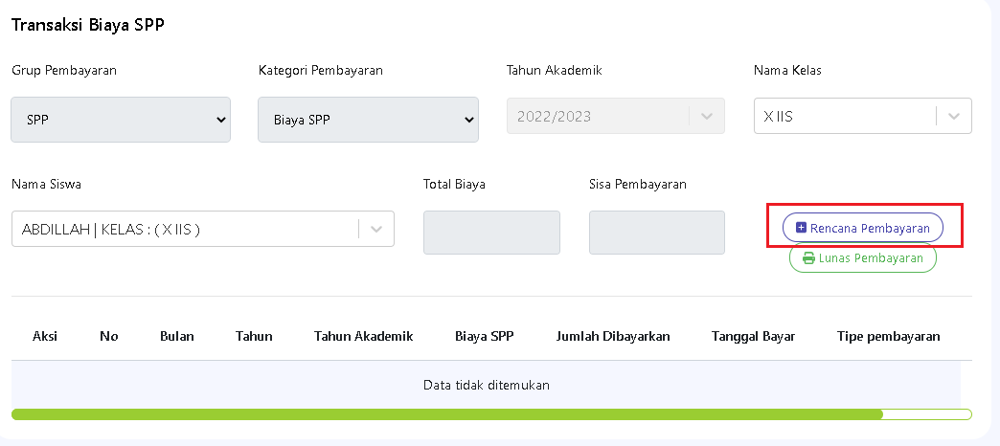 Transaksi Biaya SPP
Grup Pembayaran Kategori Pembayaran Tahun Akademik Nama Kelas
SPP Biaya SPP 2022/2023 X IIS
Nama Siswa Total Biaya Sisa Pembayaran
ABDILLAH | KELAS : ( X IIS ) Rencana Pembayaran
Lunas Pembayaran
Aksi No Bulan Tahun Tahun Akademik Biaya SPP Jumlah Dibayarkan Tanggal Bayar Tipe pembayaran
Data tidak ditemukan